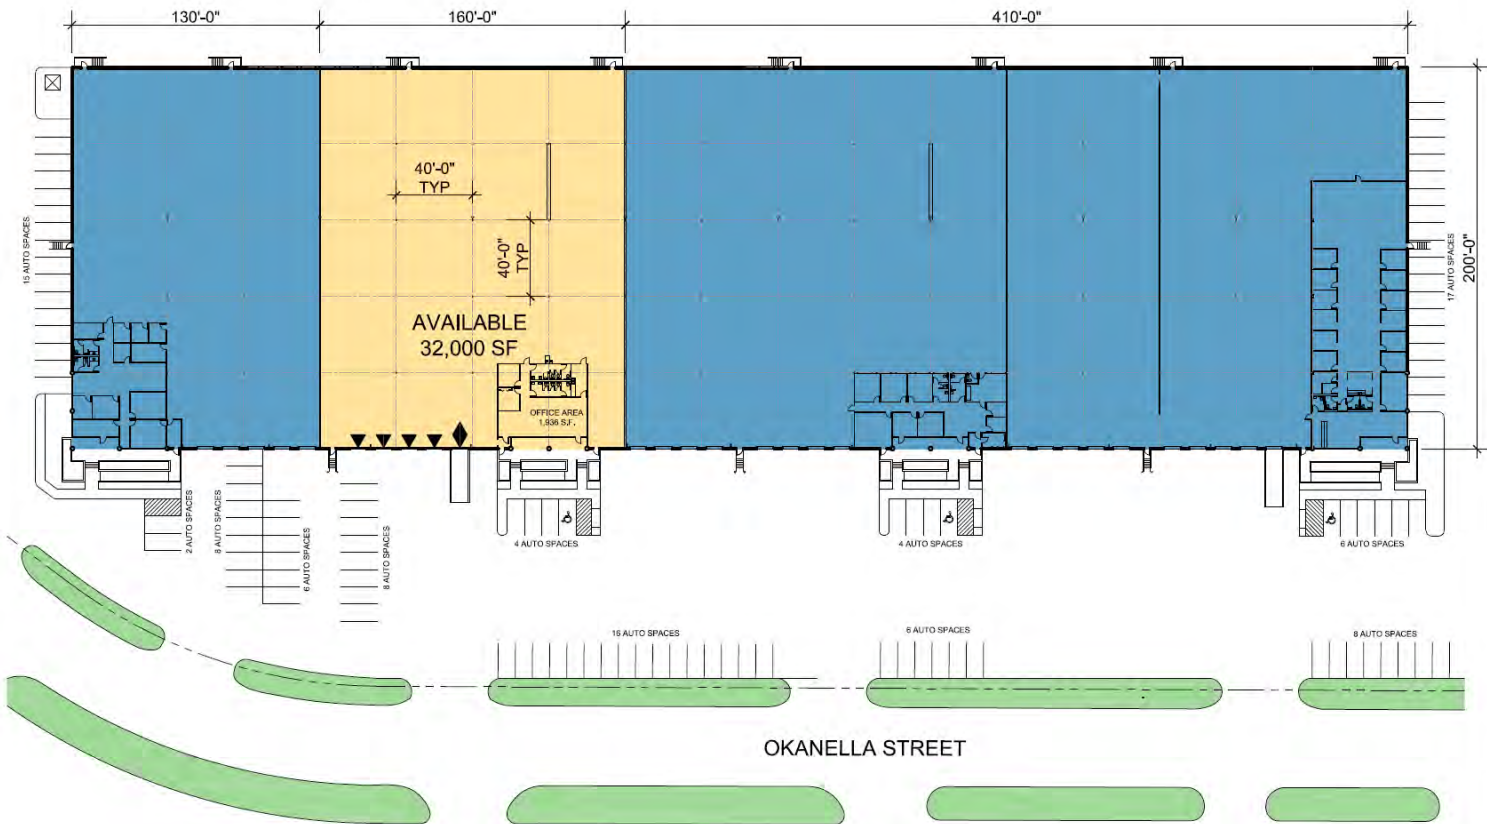 130'-0"
160'-0"
410'-0"
40'-0"
TYP
40'-0"
TYP
200'-0"
15 AUTO SPACES
17 AUTO SPACES
AVAILABLE
32,000 SF
OFFICE AREA
1,936 S.F.
2 AUTO SPACES
8 AUTO SPACES
6 AUTO SPACES
8 AUTO SPACES
4 AUTO SPACES
4 AUTO SPACES
6 AUTO SPACES
16 AUTO SPACES
6 AUTO SPACES
8 AUTO SPACES
OKANELLA STREET